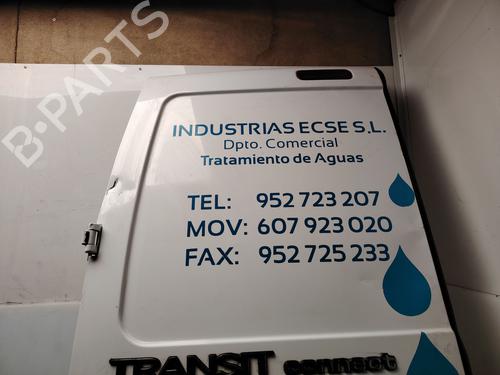 B-PARTS
INDUSTRIAS ECSE S.L.
Dpto. Comercial
Tratamiento de Aguas
TEL: 952 723 207
MOV: 607 923 020
FAX: 952 725 233
TRANSIT connect